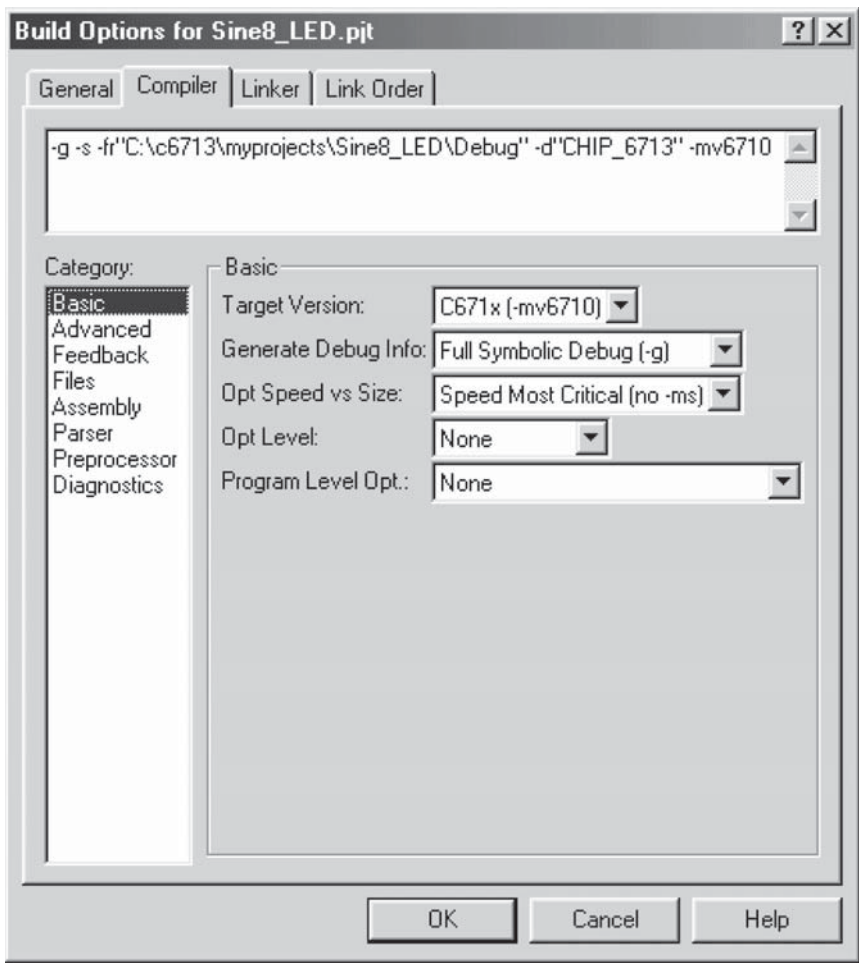 Build Options for Sine8_LED.pjt
General Compiler Linker Link Order
-g -s -fr"C:\c6713\myprojects\Sine8_LED\Debug" -d"CHIP_6713" -mv6710
Category:
Basic
Advanced
Feedback
Files
Assembly
Parser
Preprocessor
Diagnostics
Basic
Target Version: C671x (-mv6710)
Generate Debug Info: Full Symbolic Debug (-g)
Opt Speed vs Size: Speed Most Critical (no -ms)
Opt Level: None
Program Level Opt.: None
OK Cancel Help